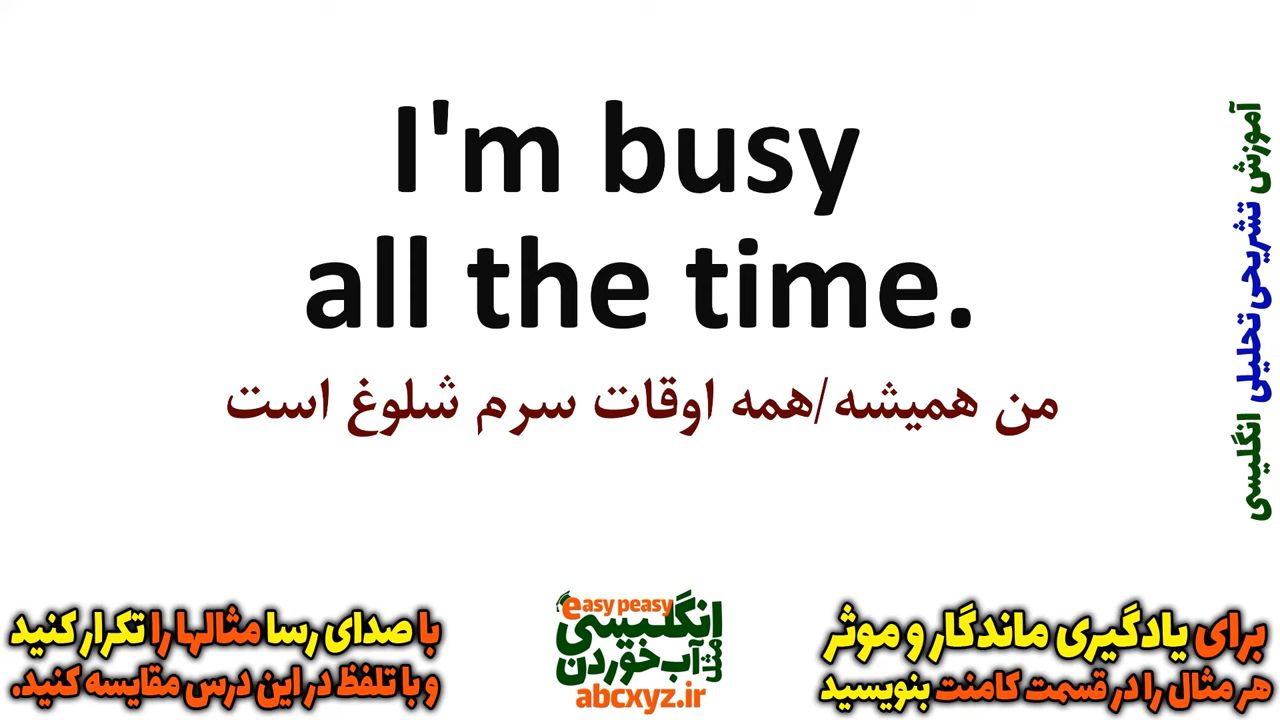 I'm busy
all the time.
من همیشه/همه اوقات سرم شلوغ است
آموزش تشریحی تحلیلی انگلیسی
با صدای رسا مثالها را تکرار کنید
و با تلفظ در این درس مقایسه کنید.
easy peasy
انگلیسی
مثل آب خوردن
abcxyz.ir
برای یادگیری ماندگار و موثر
هر مثال را در قسمت کامنت بنویسید